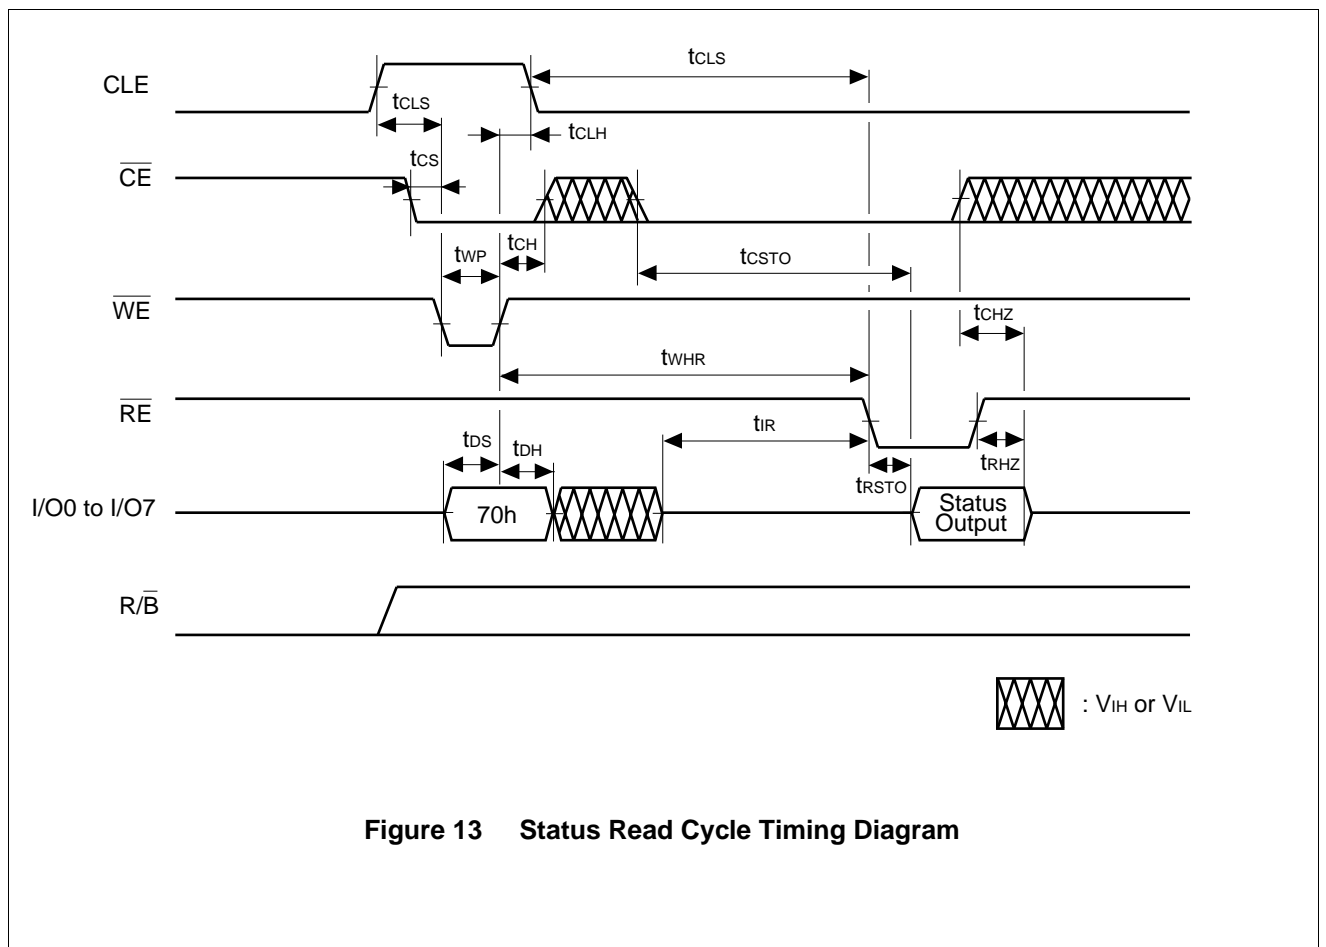 tCLS
CLE
tCLS
tCLH
tCS
CE
tCH
tWP
tCSTO
WE
tCHZ
tWHR
RE
tIR
tDS
tDH
tRHZ
tRSTO
I/O0 to I/O7
70h
Status
Output
R/B
: VIH or VIL
Figure 13 Status Read Cycle Timing Diagram